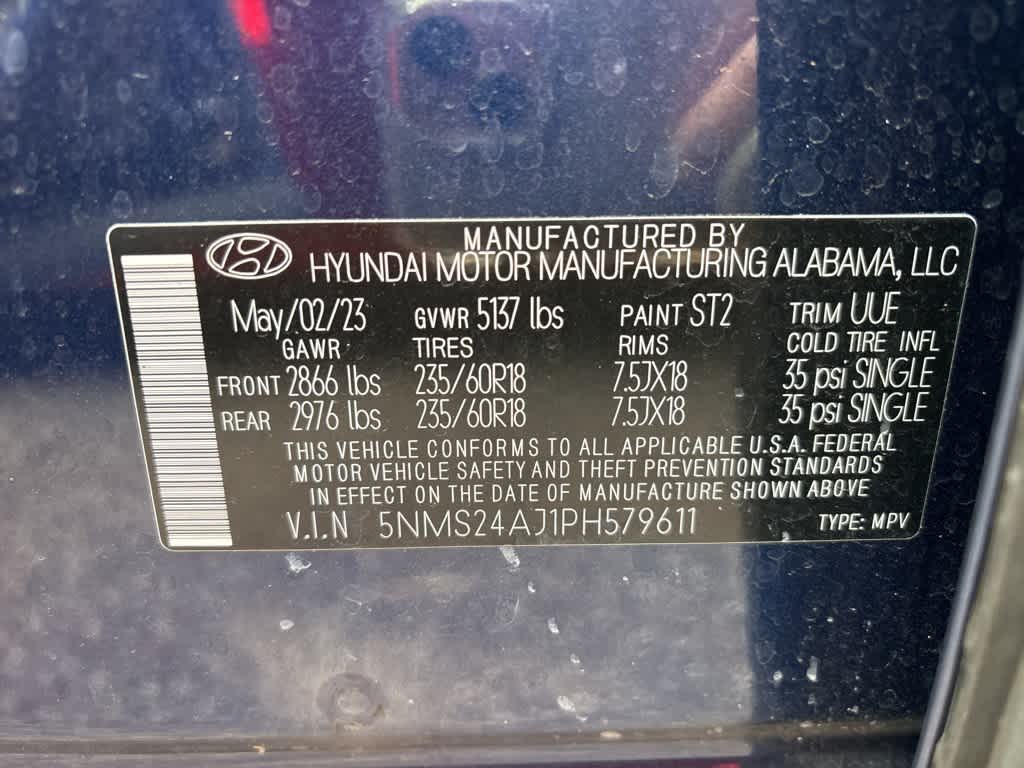 MANUFACTURED BY
HYUNDAI MOTOR MANUFACTURING ALABAMA, LLC
May/02/23 GVWR 5137 lbs PAINT ST2 TRIM UUE
GAWR TIRES RIMS COLD TIRE INFL
FRONT 2866 lbs 235/60R18 7.5JX18 35 psi SINGLE
REAR 2976 lbs 235/60R18 7.5JX18 35 psi SINGLE
THIS VEHICLE CONFORMS TO ALL APPLICABLE U.S.A. FEDERAL
MOTOR VEHICLE SAFETY AND THEFT PREVENTION STANDARDS
IN EFFECT ON THE DATE OF MANUFACTURE SHOWN ABOVE
V.I.N 5NMS24AJ1PH579611 TYPE: MPV